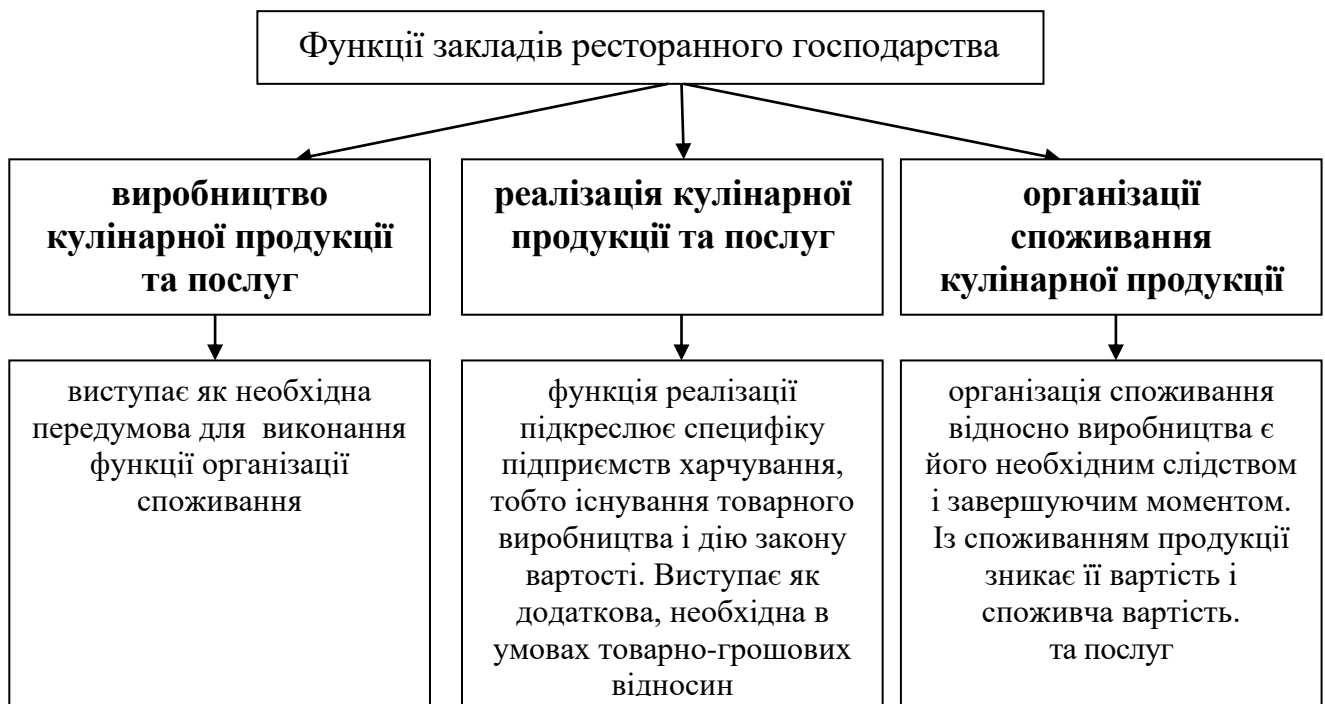 Функції закладів ресторанного господарства
виробництво
кулінарної продукції
та послуг
реалізація кулінарної
продукції та послуг
організації
споживання
кулінарної продукції
виступає як необхідна
передумова для виконання
функції організації
споживання
функція реалізації
підкреслює специфіку
підприємств харчування,
тобто існування товарного
виробництва і дію закону
вартості. Виступає як
додаткова, необхідна в
умовах товарно-грошових
відносин
організація споживання
відносно виробництва є
його необхідним слідством
і завершуючим моментом.
Із споживанням продукції
зникає її вартість і
споживча вартість.
та послуг